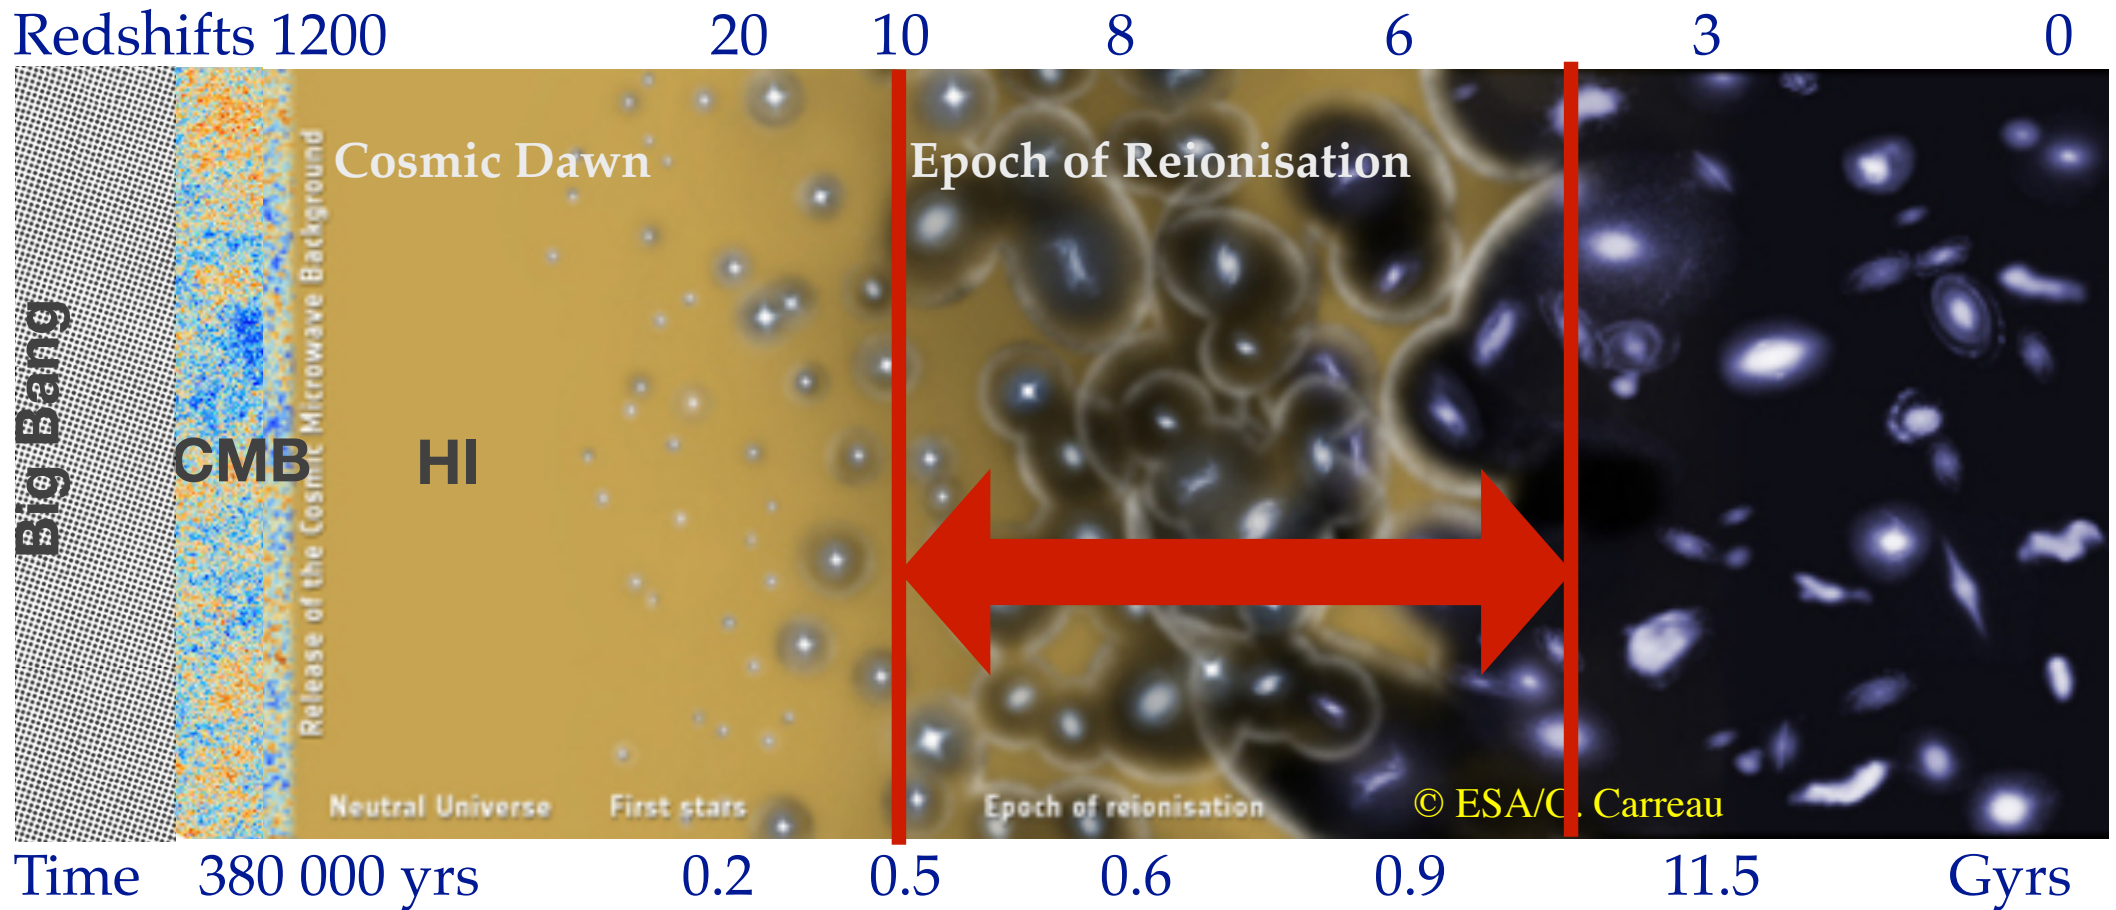 Redshifts 1200 20 10 8 6 3 0
Big Bang
CMB
Release of the Cosmic Microwave Background
HI
Cosmic Dawn
Epoch of Reionisation
Neutral Universe
First stars
Epoch of reionisation
© ESA/C. Carreau
Time 380 000 yrs 0.2 0.5 0.6 0.9 11.5 Gyrs